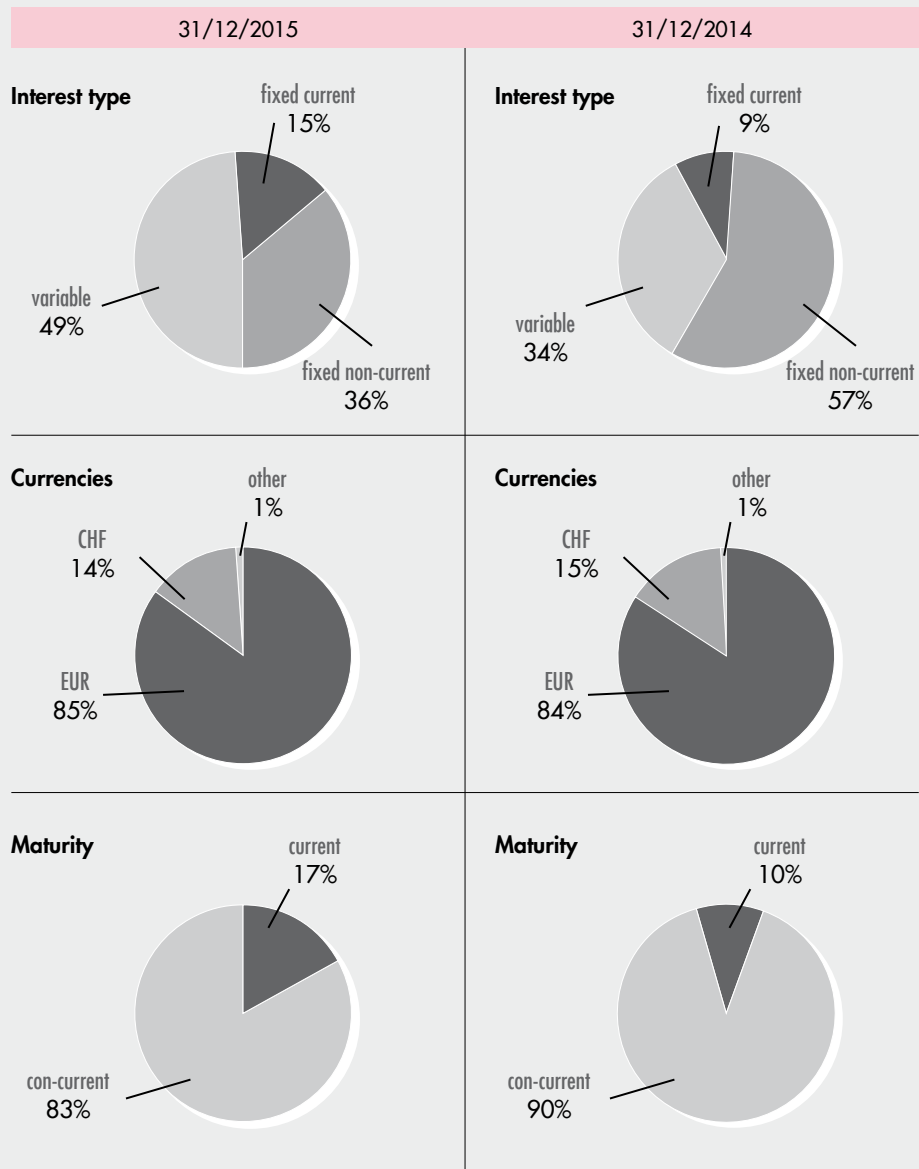 31/12/2015
31/12/2014
Interest type
fixed current
15%
variable
49%
fixed non-current
36%
Interest type
fixed current
9%
variable
34%
fixed non-current
57%
Currencies
other
1%
CHF
14%
EUR
85%
Currencies
other
1%
CHF
15%
EUR
84%
Maturity
current
17%
con-current
83%
Maturity
current
10%
con-current
90%